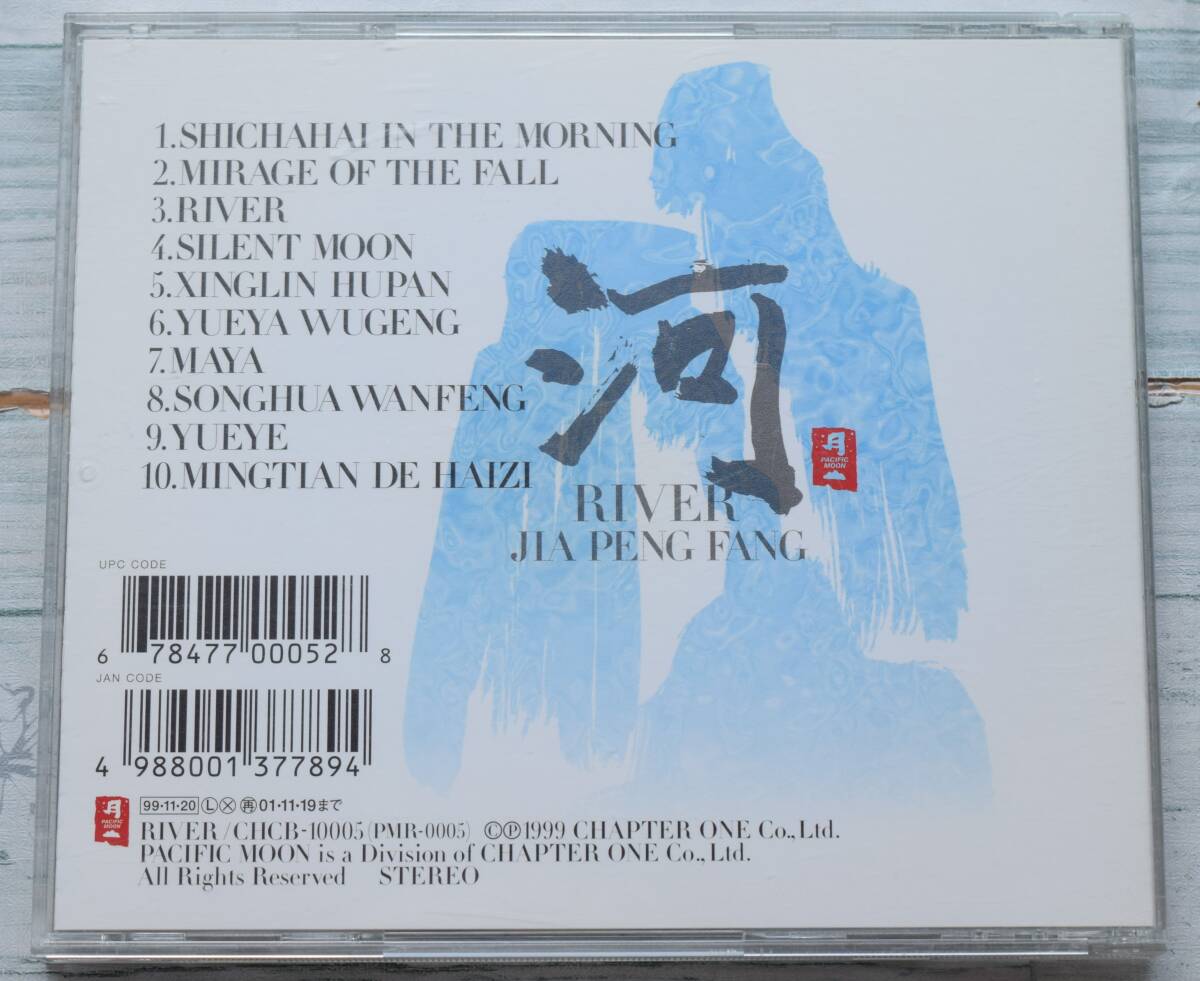 1.SHICHAHAI IN THE MORNING
2.MIRAGE OF THE FALL
3.RIVER
4.SILENT MOON
5.XINGLIN HUPAN
6.YUEYA WUGENG
7.MAYA
8.SONGHUA WANFENG
9.YUEYE
10.MINGTIAN DE HAIZI
河
月
PACIFIC
MOON
RIVER
JIA PENG FANG
UPC CODE
6 78477 00052 8
JAN CODE
4 988001 377894
月
PACIFIC
MOON
99・11・20 Ⓛ Ⓧ ㊢ 01・11・19まで
RIVER/CHCB-10005(PMR-0005) ©℗1999 CHAPTER ONE Co.,Ltd.
PACIFIC MOON is a Division of CHAPTER ONE Co.,Ltd.
All Rights Reserved STEREO